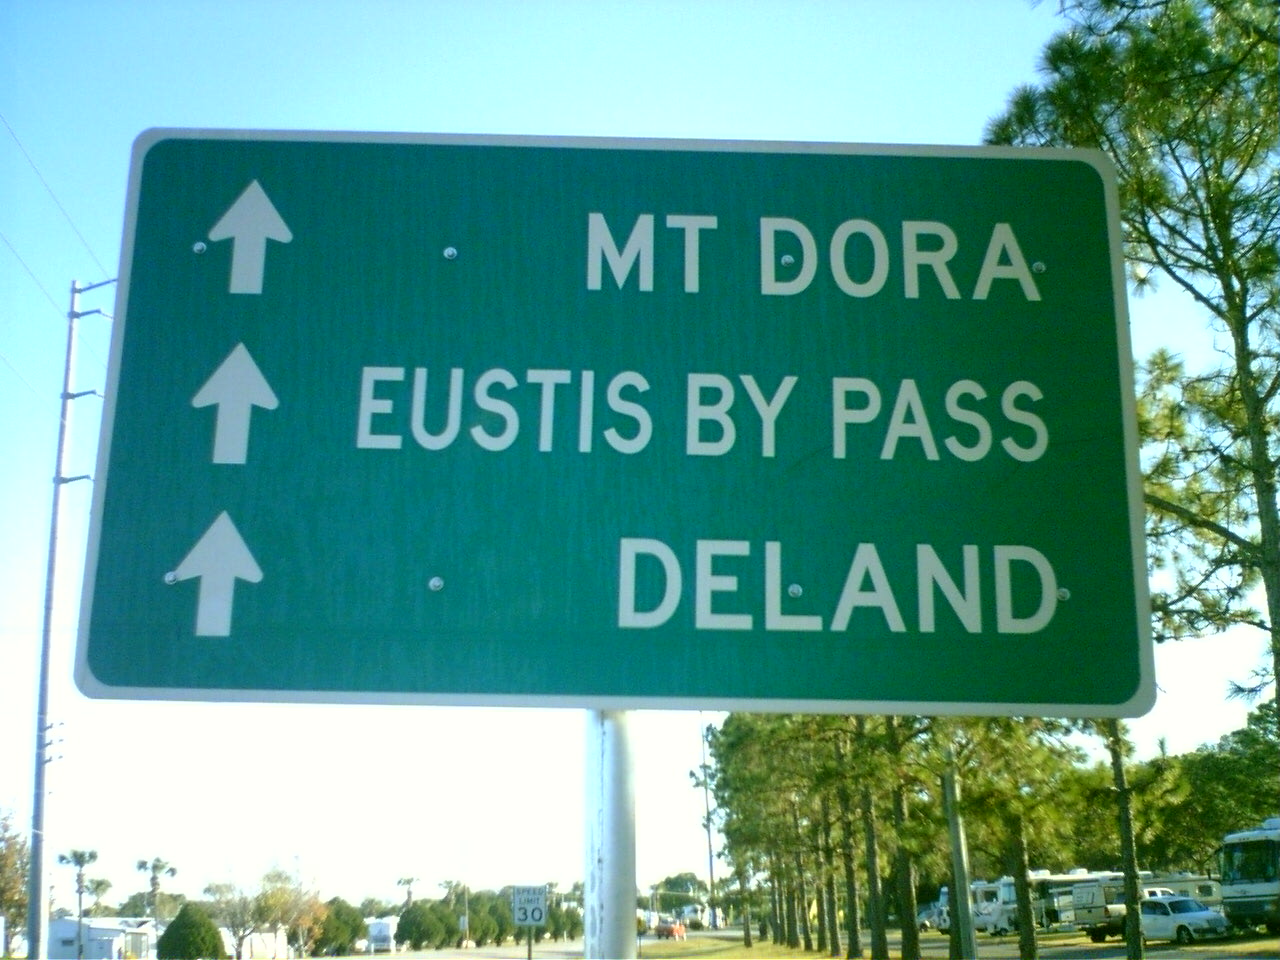 MT DORA
EUSTIS BY PASS
DELAND
SPEED
LIMIT
30